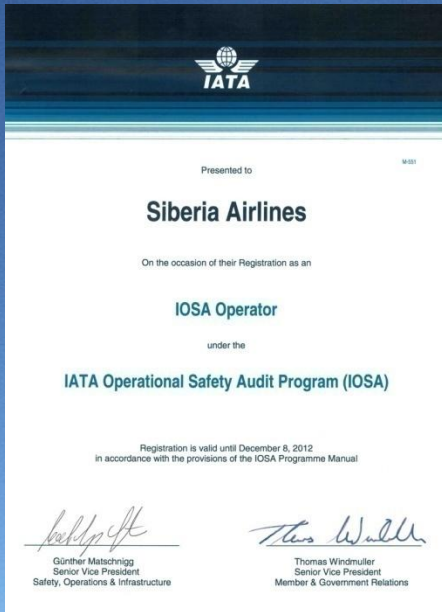 IATA
M-551
Presented to
Siberia Airlines
On the occasion of their Registration as an
IOSA Operator
under the
IATA Operational Safety Audit Program (IOSA)
Registration is valid until December 8, 2012
in accordance with the provisions of the IOSA Programme Manual
Günther Matschnigg
Senior Vice President
Safety, Operations & Infrastructure
Thomas Windmuller
Senior Vice President
Member & Government Relations